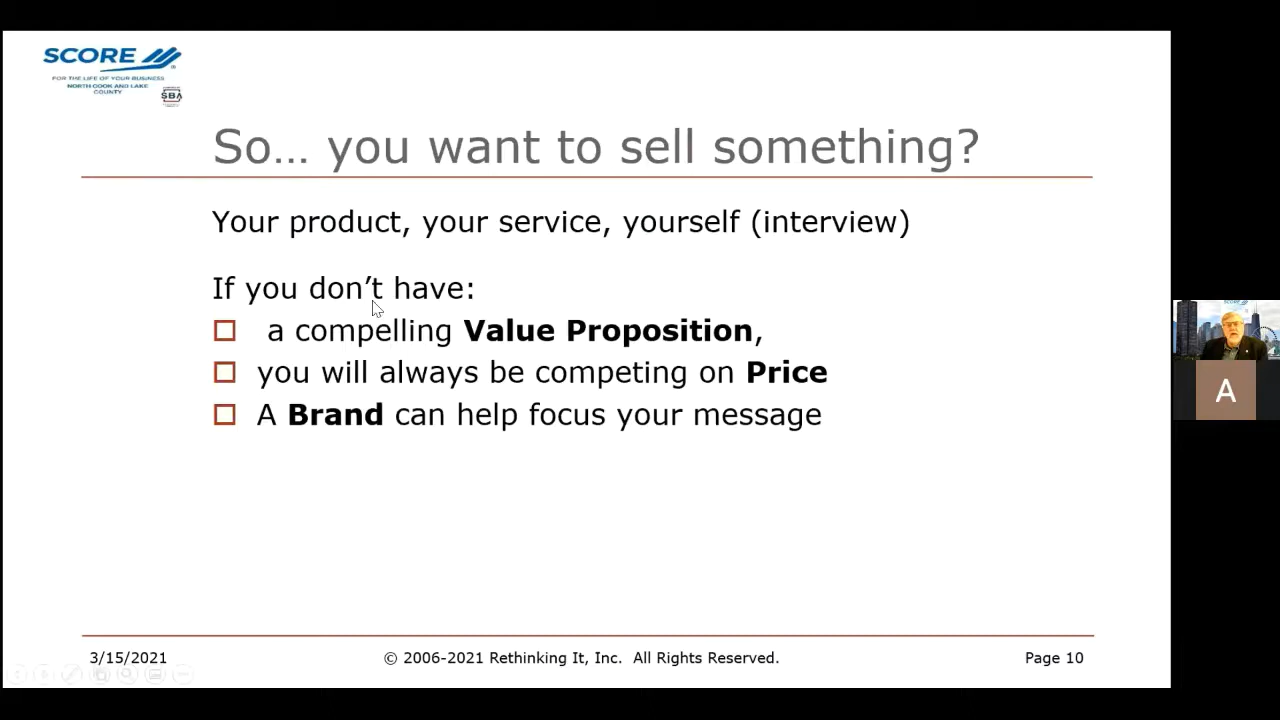 SCORE
FOR THE LIFE OF YOUR BUSINESS
NORTH COOK AND LAKE
COUNTY
SBA
So... you want to sell something?
Your product, your service, yourself (interview)
If you don’t have:
a compelling Value Proposition,
you will always be competing on Price
A Brand can help focus your message
3/15/2021
© 2006-2021 Rethinking It, Inc. All Rights Reserved.
Page 10
A